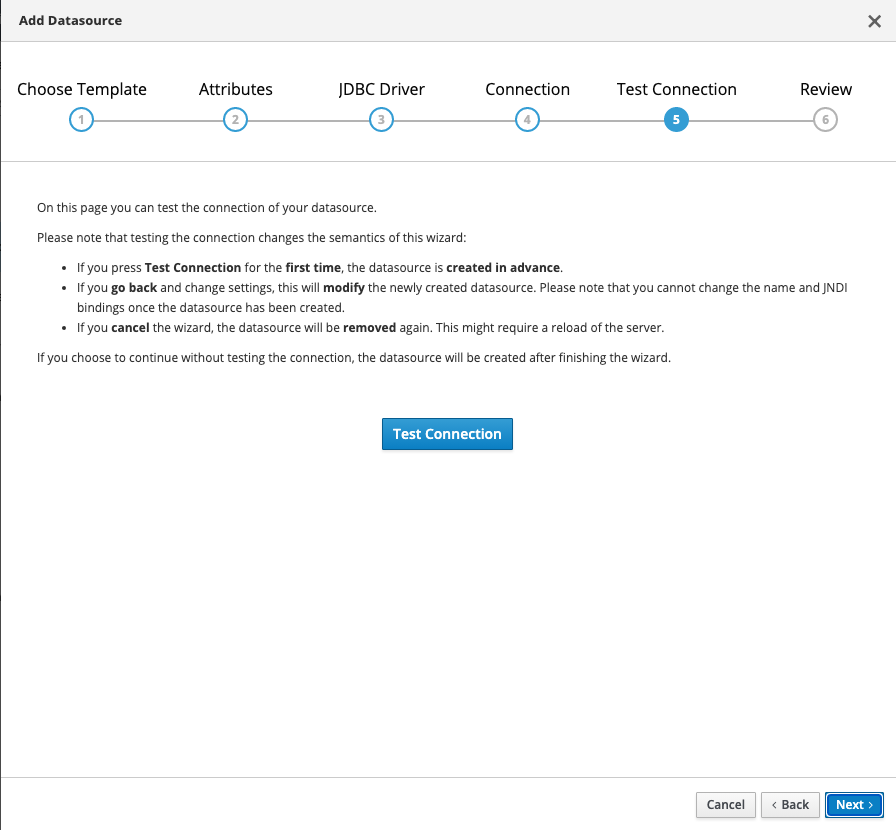 Add Datasource ×
Choose Template Attributes JDBC Driver Connection Test Connection Review
1 2 3 4 5 6
On this page you can test the connection of your datasource.
Please note that testing the connection changes the semantics of this wizard:
• If you press Test Connection for the first time, the datasource is created in advance.
• If you go back and change settings, this will modify the newly created datasource. Please note that you cannot change the name and JNDI
bindings once the datasource has been created.
• If you cancel the wizard, the datasource will be removed again. This might require a reload of the server.
If you choose to continue without testing the connection, the datasource will be created after finishing the wizard.
Test Connection
Cancel ‹ Back Next ›